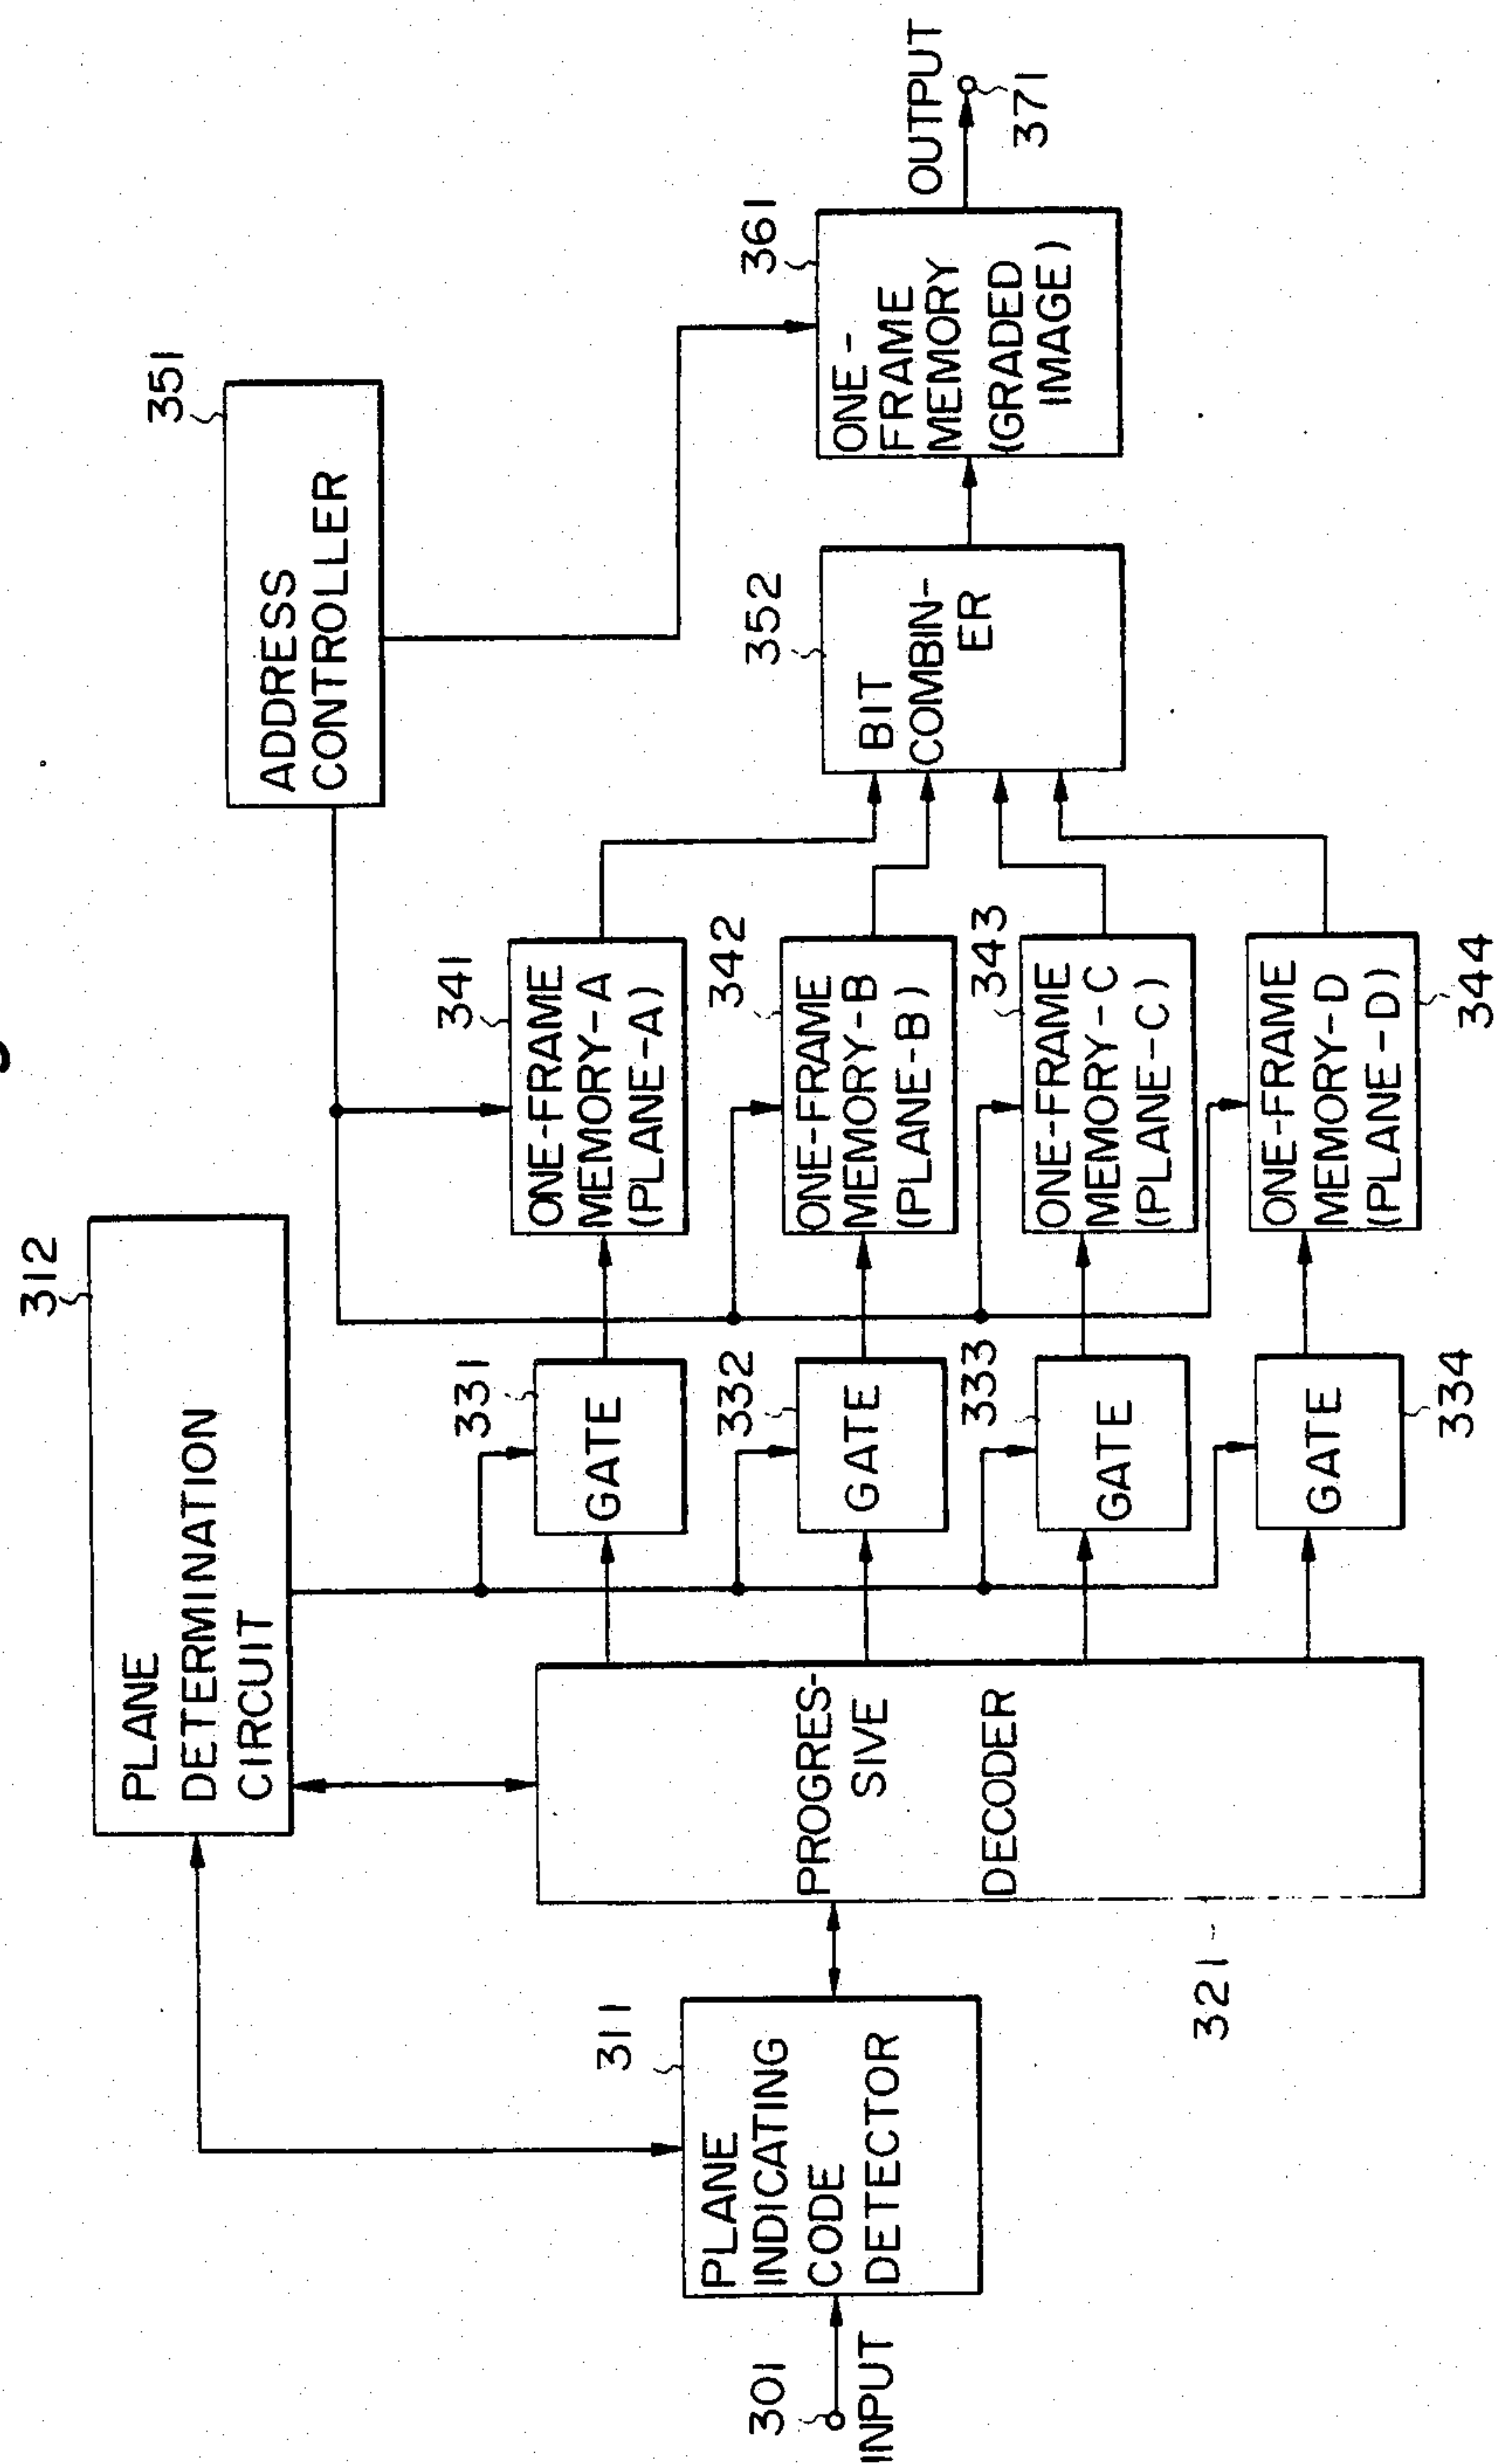 312
PLANE
DETERMINATION
CIRCUIT
351
ADDRESS
CONTROLLER
311
PLANE
INDICATING
CODE
DETECTOR
301
INPUT
321
PROGRES-
SIVE
DECODER
331
GATE
332
GATE
333
GATE
334
GATE
341
ONE-FRAME
MEMORY-A
(PLANE-A)
342
ONE-FRAME
MEMORY-B
(PLANE-B)
343
ONE-FRAME
MEMORY-C
(PLANE-C)
344
ONE-FRAME
MEMORY-D
(PLANE-D)
352
BIT
COMBIN-
ER
361
ONE-
FRAME
MEMORY
(GRADED
IMAGE)
OUTPUT
371